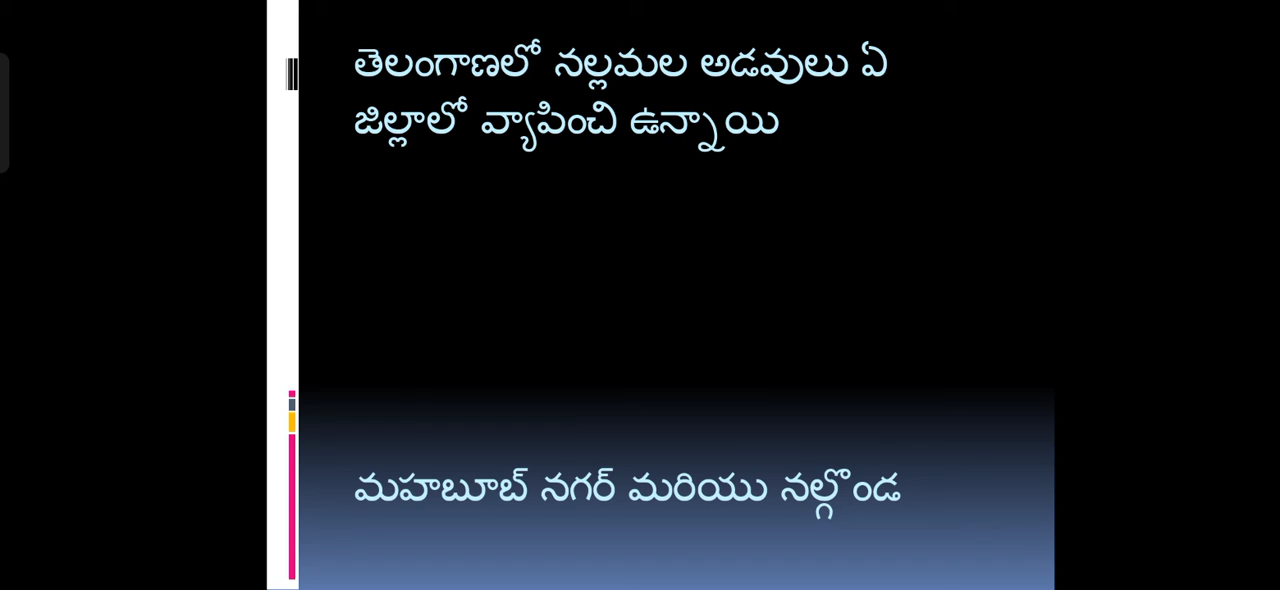 తెలంగాణలో నల్లమల అడవులు ఏ
జిల్లాలో వ్యాపించి ఉన్నాయి
మహబూబ్ నగర్ మరియు నల్గొండ